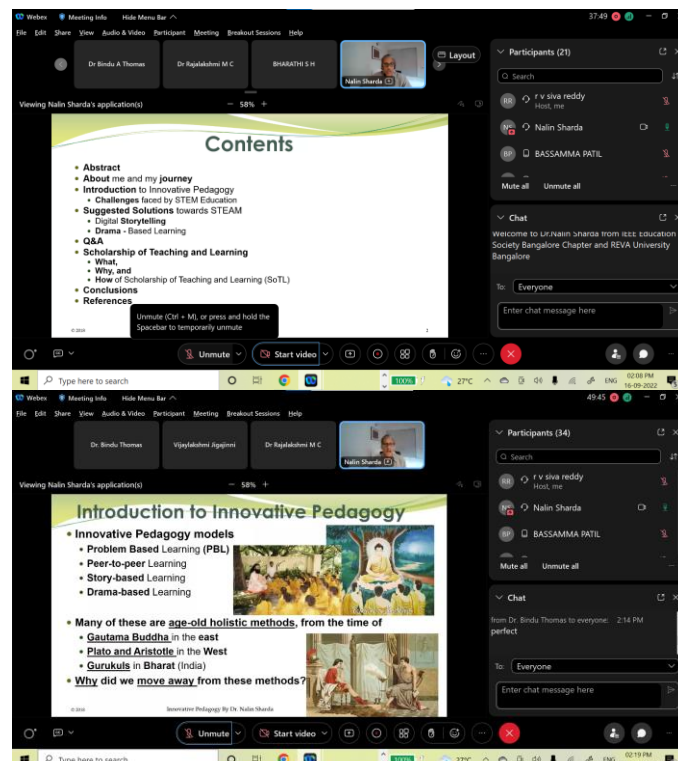 Webex Meeting Info Hide Menu Bar 37:49
File Edit Share View Audio & Video Participant Meeting Breakout Sessions Help
Dr Bindu A Thomas Dr Rajalakshmi M C BHARATHI S H Nalin Sharda Layout
Viewing Nalin Sharda's application(s) − 58% +
Contents
• Abstract
• About me and my journey
• Introduction to Innovative Pedagogy
• Challenges faced by STEM Education
• Suggested Solutions towards STEAM
• Digital Storytelling
• Drama - Based Learning
• Q&A
• Scholarship of Teaching and Learning
• What,
• Why, and
• How of Scholarship of Teaching and Learning (SoTL)
• Conclusions
• References
Unmute (Ctrl + M), or press and hold the
Spacebar to temporarily unmute
© 2016 2
Participants (21)
Search
RR r v siva reddy
Host, me
Nalin Sharda
BP BASSAMMA PATIL
Mute all Unmute all
Chat
Welcome to Dr.Nalin Sharda from IEEE Education
Society Bangalore Chapter and REVA University
Bangalore
To: Everyone
Enter chat message here
Unmute Start video
Type here to search 100% 27°C ENG 02:08 PM
16-09-2022
Webex Meeting Info Hide Menu Bar 49:45
File Edit Share View Audio & Video Participant Meeting Breakout Sessions Help
Dr. Bindu Thomas Vijaylakshmi Jigajinni Dr Rajalakshmi M C Nalin Sharda
Viewing Nalin Sharda's application(s) − 58% +
Introduction to Innovative Pedagogy
• Innovative Pedagogy models
• Problem Based Learning (PBL)
• Peer-to-peer Learning
• Story-based Learning
• Drama-based Learning
• Many of these are age-old holistic methods, from the time of
• Gautama Buddha in the east
• Plato and Aristotle in the West
• Gurukuls in Bharat (India)
• Why did we move away from these methods?
© 2016 Innovative Pedagogy By Dr. Nalin Sharda
Participants (34)
Search
RR r v siva reddy
Host, me
Nalin Sharda
BP BASSAMMA PATIL
Mute all Unmute all
Chat
from Dr. Bindu Thomas to everyone: 2:14 PM
perfect
To: Everyone
Enter chat message here
Unmute Start video
Type here to search 100% 27°C ENG 02:19 PM